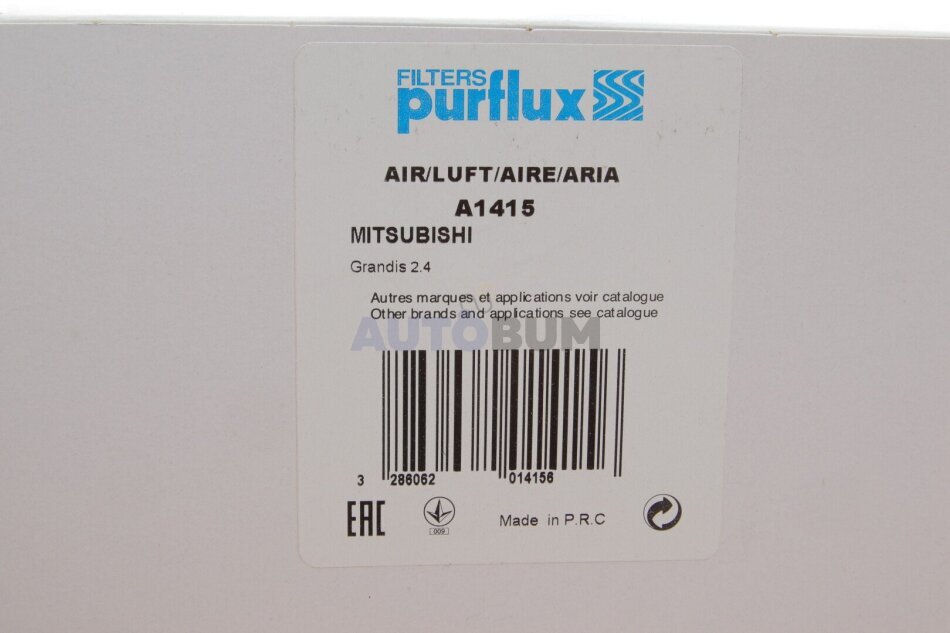 FILTERS
purflux
AIR/LUFT/AIRE/ARIA
A1415
MITSUBISHI
Grandis 2.4
Autres marques et applications voir catalogue
Other brands and applications see catalogue
AUTOBUM
3 286062 014156
EAC
009
Made in P.R.C